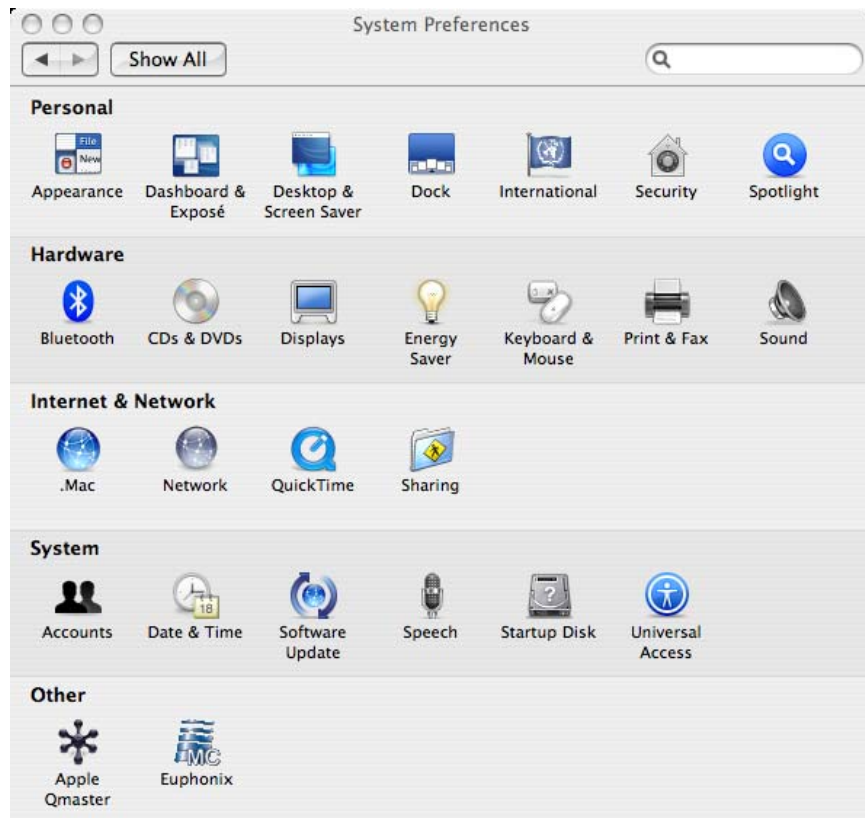 System Preferences
Show All
Personal
File
New
Appearance
Dashboard &
Exposé
Desktop &
Screen Saver
Dock
International
Security
Spotlight
Hardware
Bluetooth
CDs & DVDs
Displays
Energy
Saver
Keyboard &
Mouse
Print & Fax
Sound
Internet & Network
.Mac
Network
QuickTime
Sharing
System
18
?
Accounts
Date & Time
Software
Update
Speech
Startup Disk
Universal
Access
Other
MC
Apple
Qmaster
Euphonix